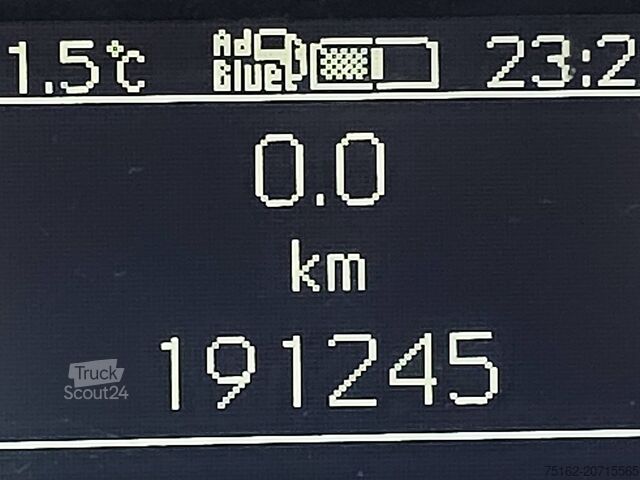 1.5°C Ad Blue 23:2
0.0
km
191245
Truck Scout24
75162-20715565